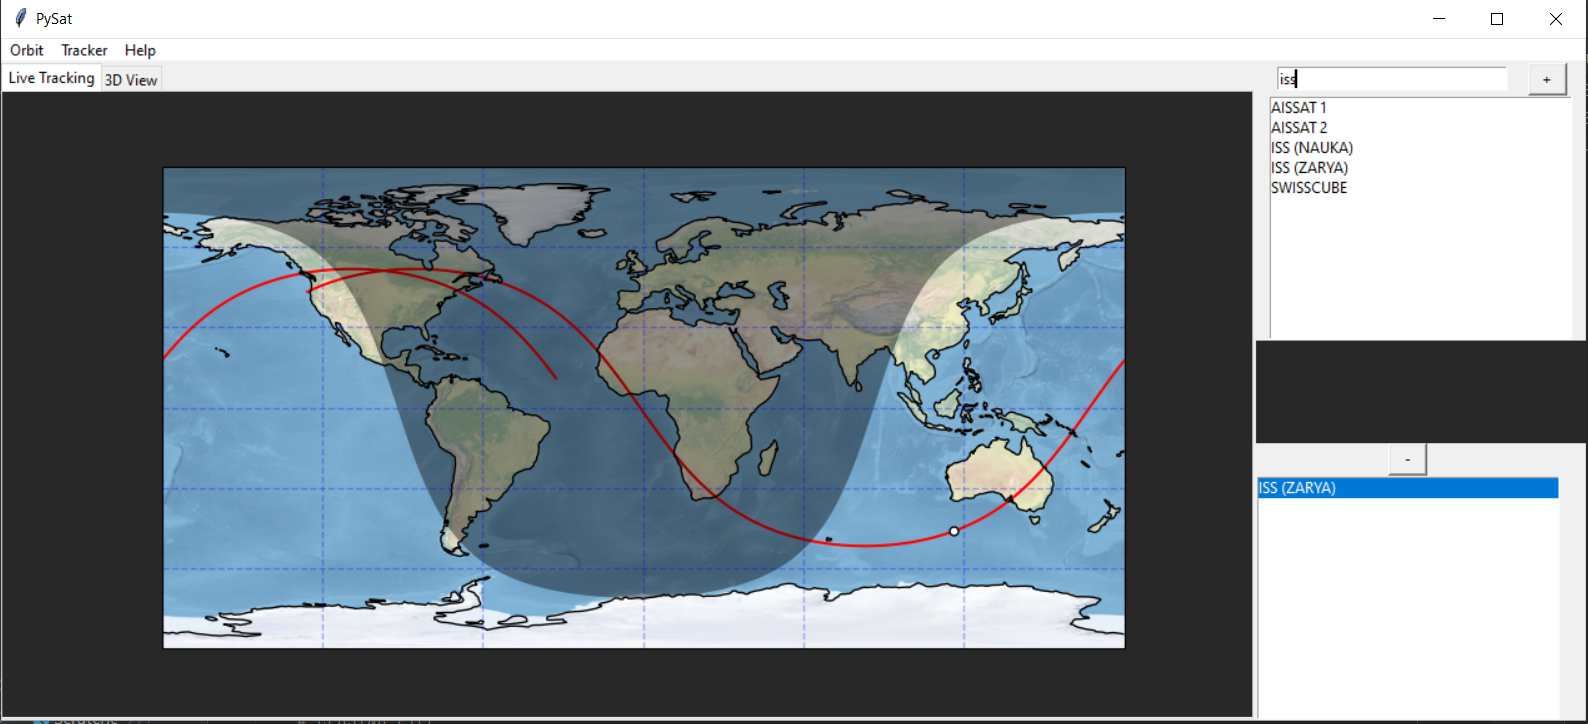 PySat
Orbit Tracker Help
Live Tracking 3D View
iss +
AISSAT 1
AISSAT 2
ISS (NAUKA)
ISS (ZARYA)
SWISSCUBE
-
ISS (ZARYA)